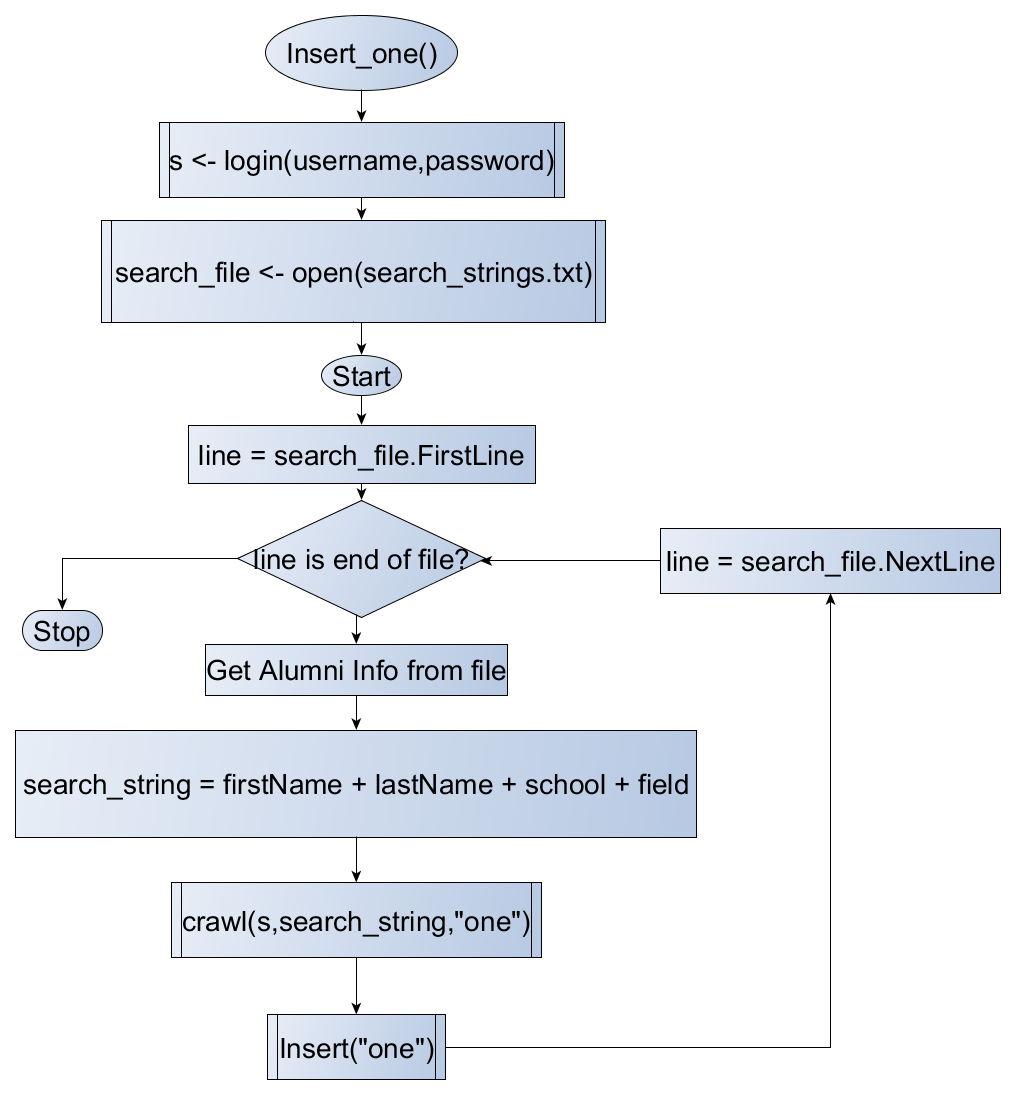 Insert_one()
s <- login(username,password)
search_file <- open(search_strings.txt)
Start
line = search_file.FirstLine
line is end of file?
line = search_file.NextLine
Stop
Get Alumni Info from file
search_string = firstName + lastName + school + field
crawl(s,search_string,"one")
Insert("one")